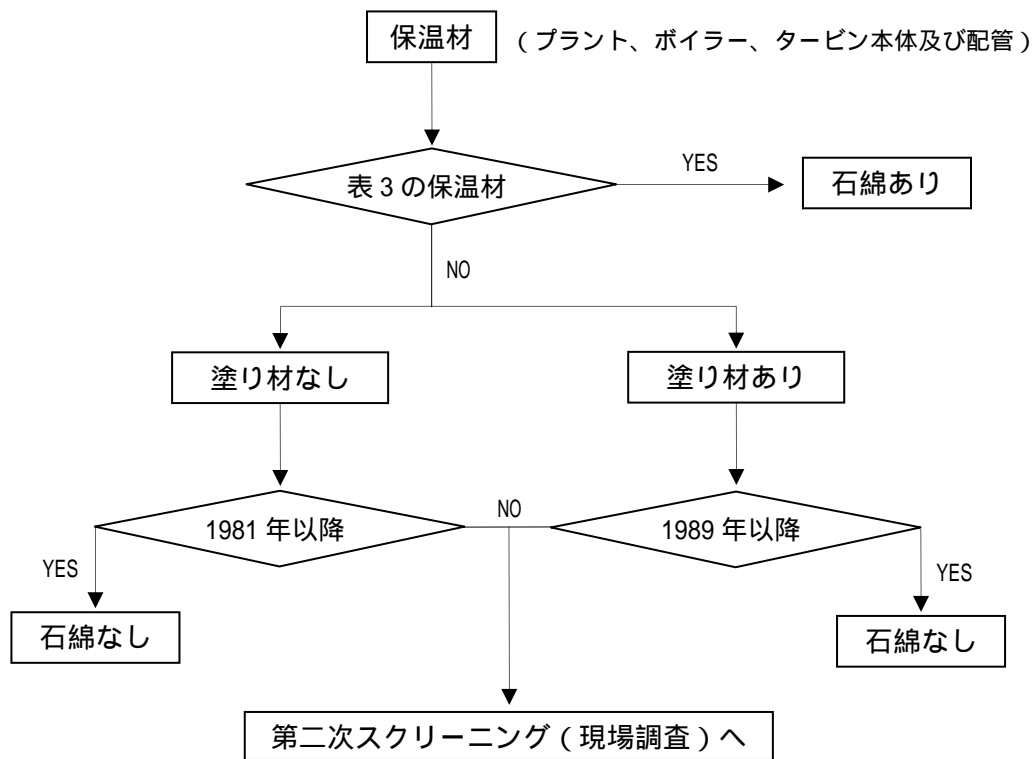 保温材
（プラント、ボイラー、タービン本体及び配管）
表3の保温材
YES
石綿あり
NO
塗り材なし
塗り材あり
1981年以降
NO
1989年以降
YES
YES
石綿なし
石綿なし
第二次スクリーニング（現場調査）へ